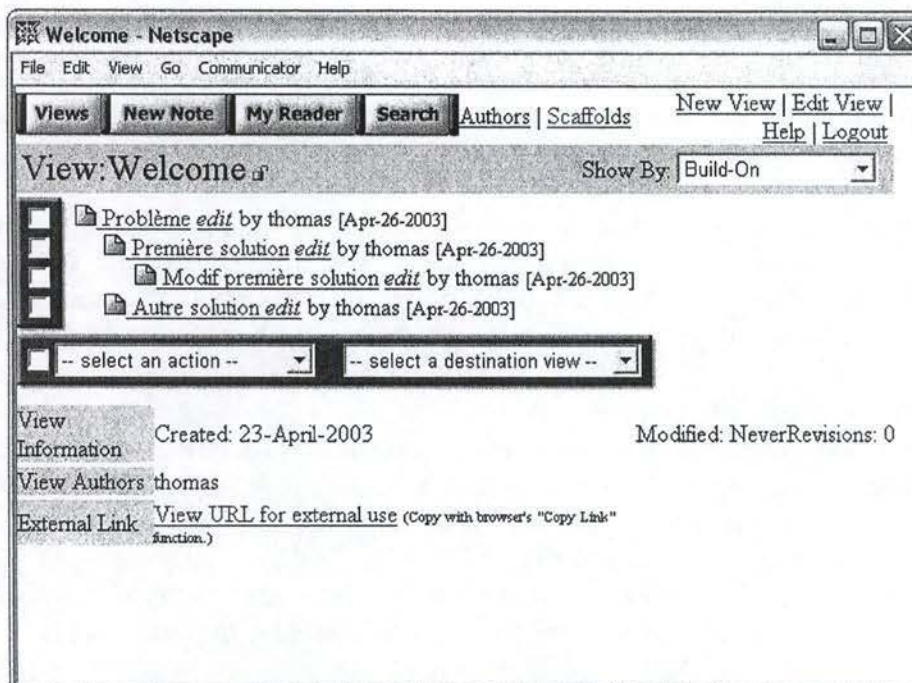 Welcome - Netscape
File Edit View Go Communicator Help
Views New Note My Reader Search Authors | Scaffolds New View | Edit View |
Help | Logout
View:Welcome Show By: Build-On
Problème edit by thomas [Apr-26-2003]
Première solution edit by thomas [Apr-26-2003]
Modif première solution edit by thomas [Apr-26-2003]
Autre solution edit by thomas [Apr-26-2003]
-- select an action -- -- select a destination view --
View
Information Created: 23-April-2003 Modified: NeverRevisions: 0
View Authors thomas
External Link View URL for external use (Copy with browser's "Copy Link"
function.)